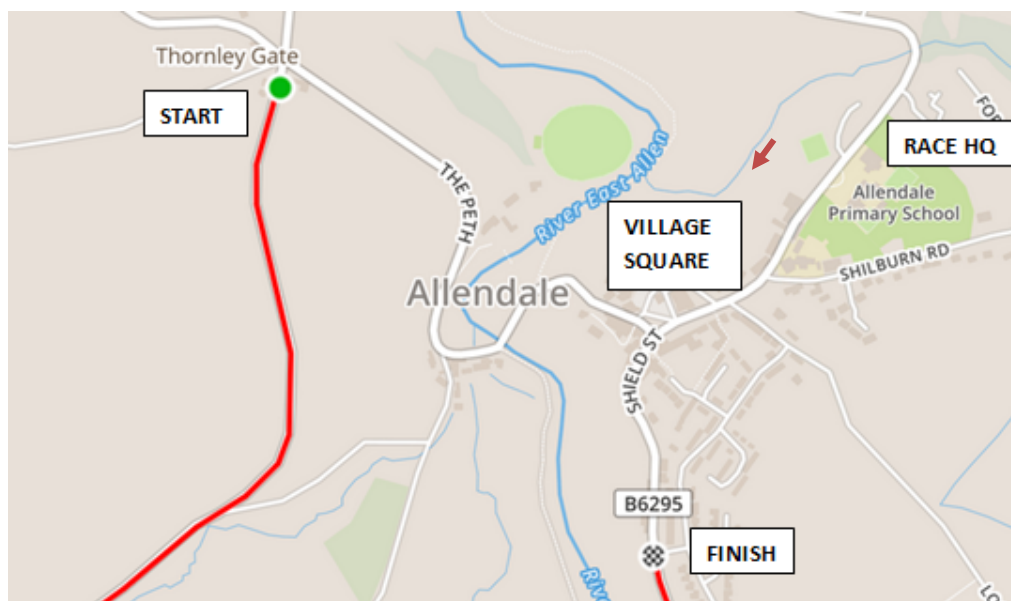 Thornley Gate
START
THE PETH
River East Allen
RACE HQ
Allendale
Primary School
VILLAGE
SQUARE
SHILBURN RD
Allendale
SHIELD ST
B6295
FINISH